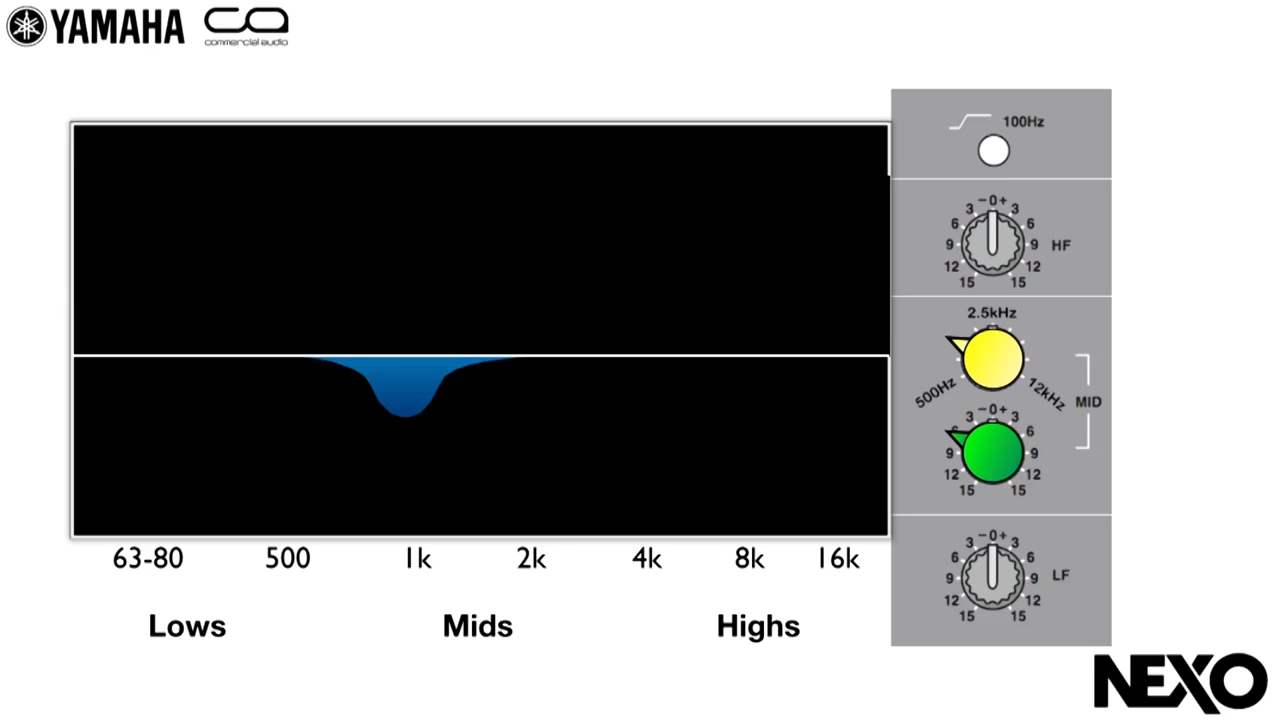 YAMAHA
commercial audio
100Hz
-0+
3 3
6 6
9 9 HF
12 12
15 15
2.5kHz
500Hz 12kHz
MID
-0+
3 3
6 6
9 9
12 12
15 15
-0+
3 3
6 6
9 9 LF
12 12
15 15
63-80 500 1k 2k 4k 8k 16k
Lows Mids Highs
NEXO